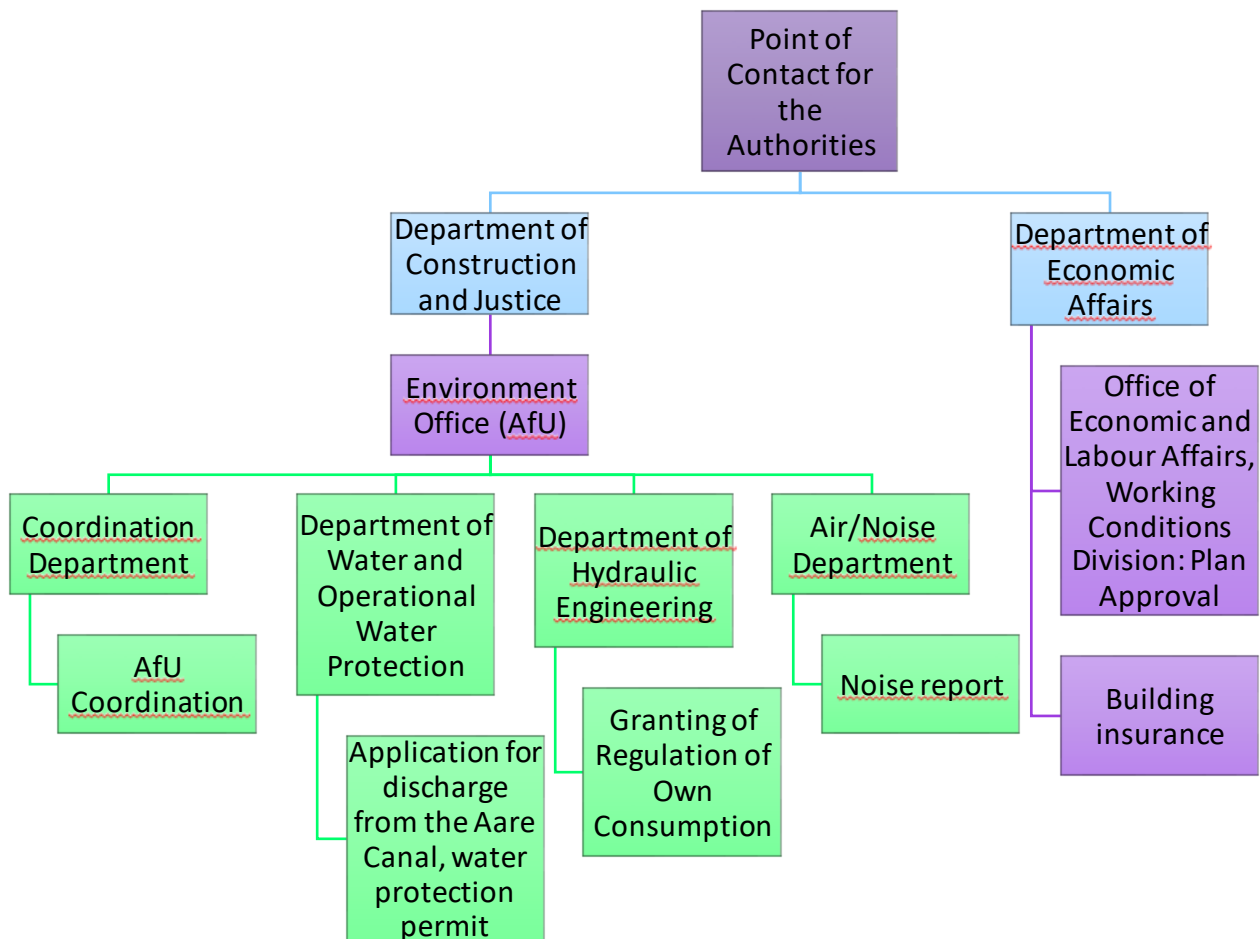 Point of
Contact for
the
Authorities
Department of
Construction
and Justice
Department of
Economic
Affairs
Environment
Office (AfU)
Office of
Economic and
Labour Affairs,
Working
Conditions
Division: Plan
Approval
Coordination
Department
Department of
Water and
Operational
Water
Protection
Department of
Hydraulic
Engineering
Air/Noise
Department
AfU
Coordination
Noise report
Building
insurance
Granting of
Regulation of
Own
Consumption
Application for
discharge
from the Aare
Canal, water
protection
permit